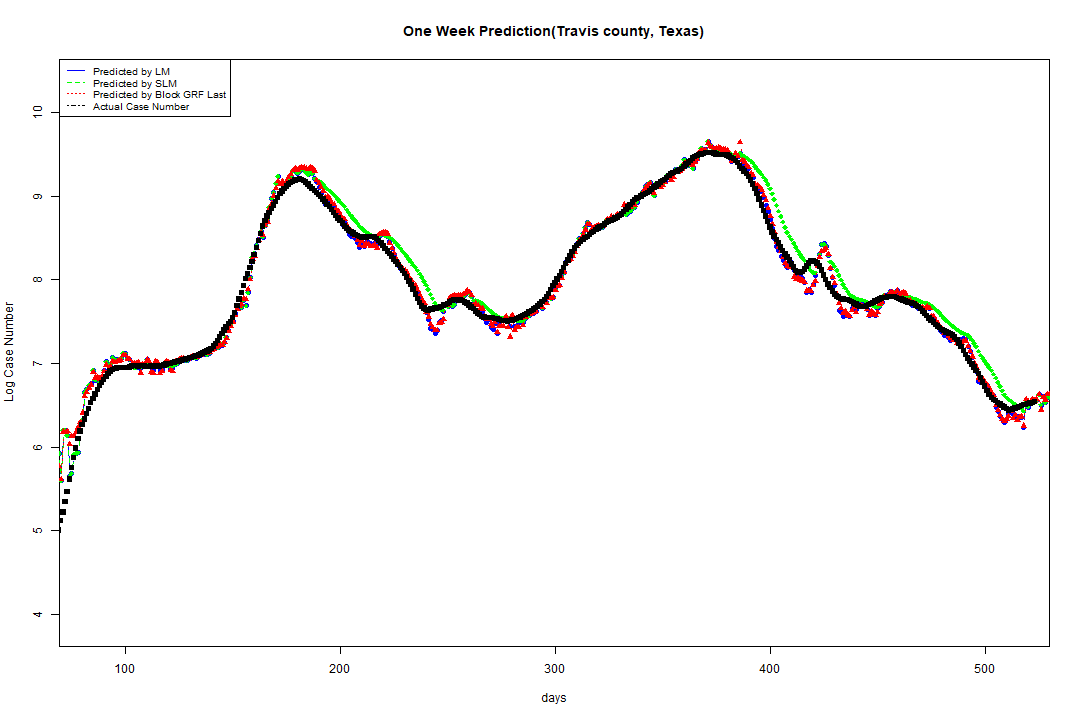 One Week Prediction(Travis county, Texas)
Predicted by LM
Predicted by SLM
Predicted by Block GRF Last
Actual Case Number
10
9
8
7
6
5
4
Log Case Number
100 200 300 400 500
days